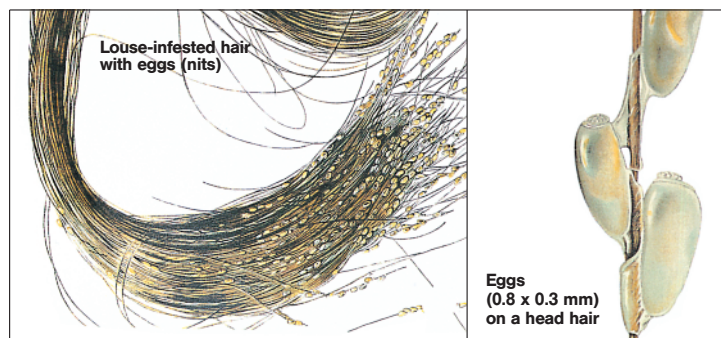 Louse-infested hair
with eggs (nits)
Eggs
(0.8 x 0.3 mm)
on a head hair